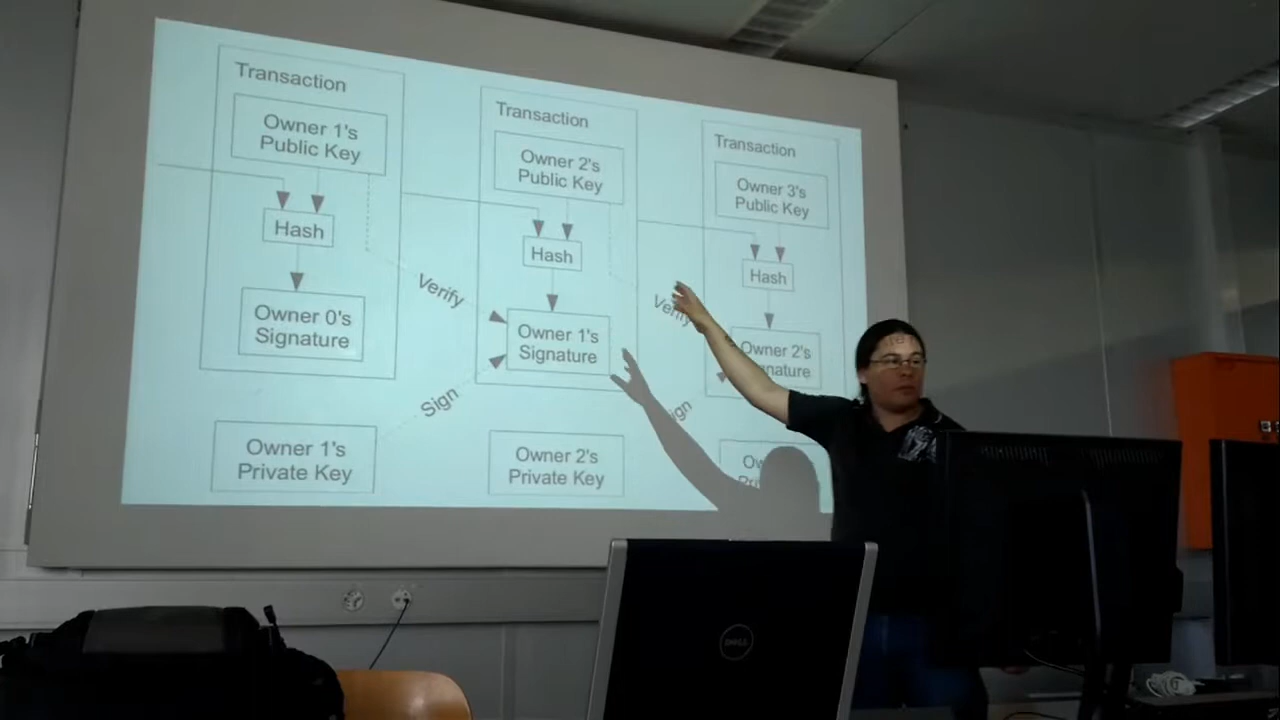 Transaction
Owner 1's
Public Key
Hash
Owner 0's
Signature
Verify
Sign
Owner 1's
Private Key
Transaction
Owner 2's
Public Key
Hash
Owner 1's
Signature
Verify
Owner 2's
Private Key
Transaction
Owner 3's
Public Key
Hash
Owner 2's
DELL